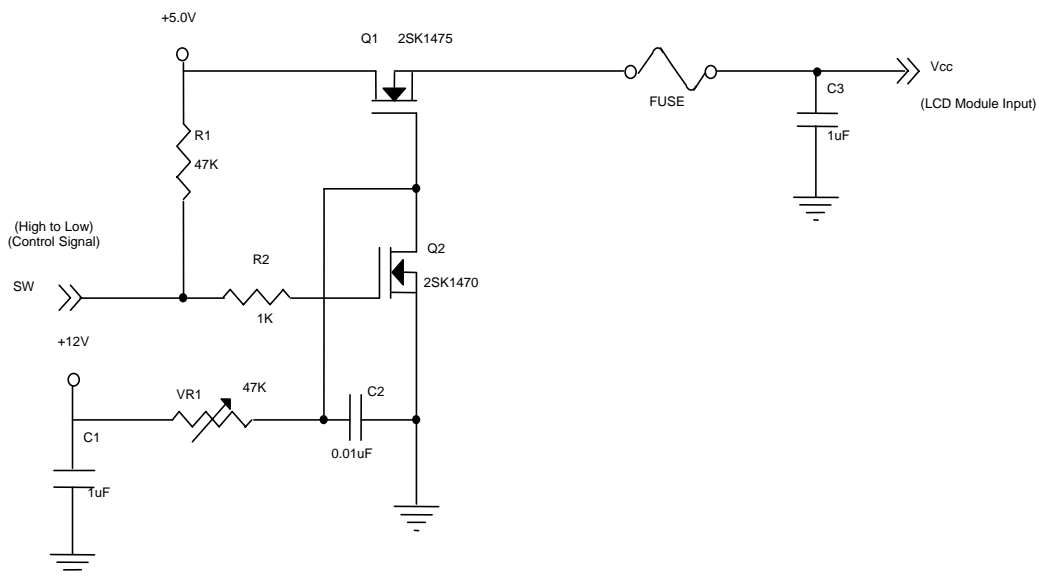 +5.0V
Q1 2SK1475
Vcc
FUSE
C3
(LCD Module Input)
R1
1uF
47K
(High to Low)
(Control Signal)
Q2
R2
2SK1470
SW
1K
+12V
VR1
47K
C2
C1
0.01uF
1uF